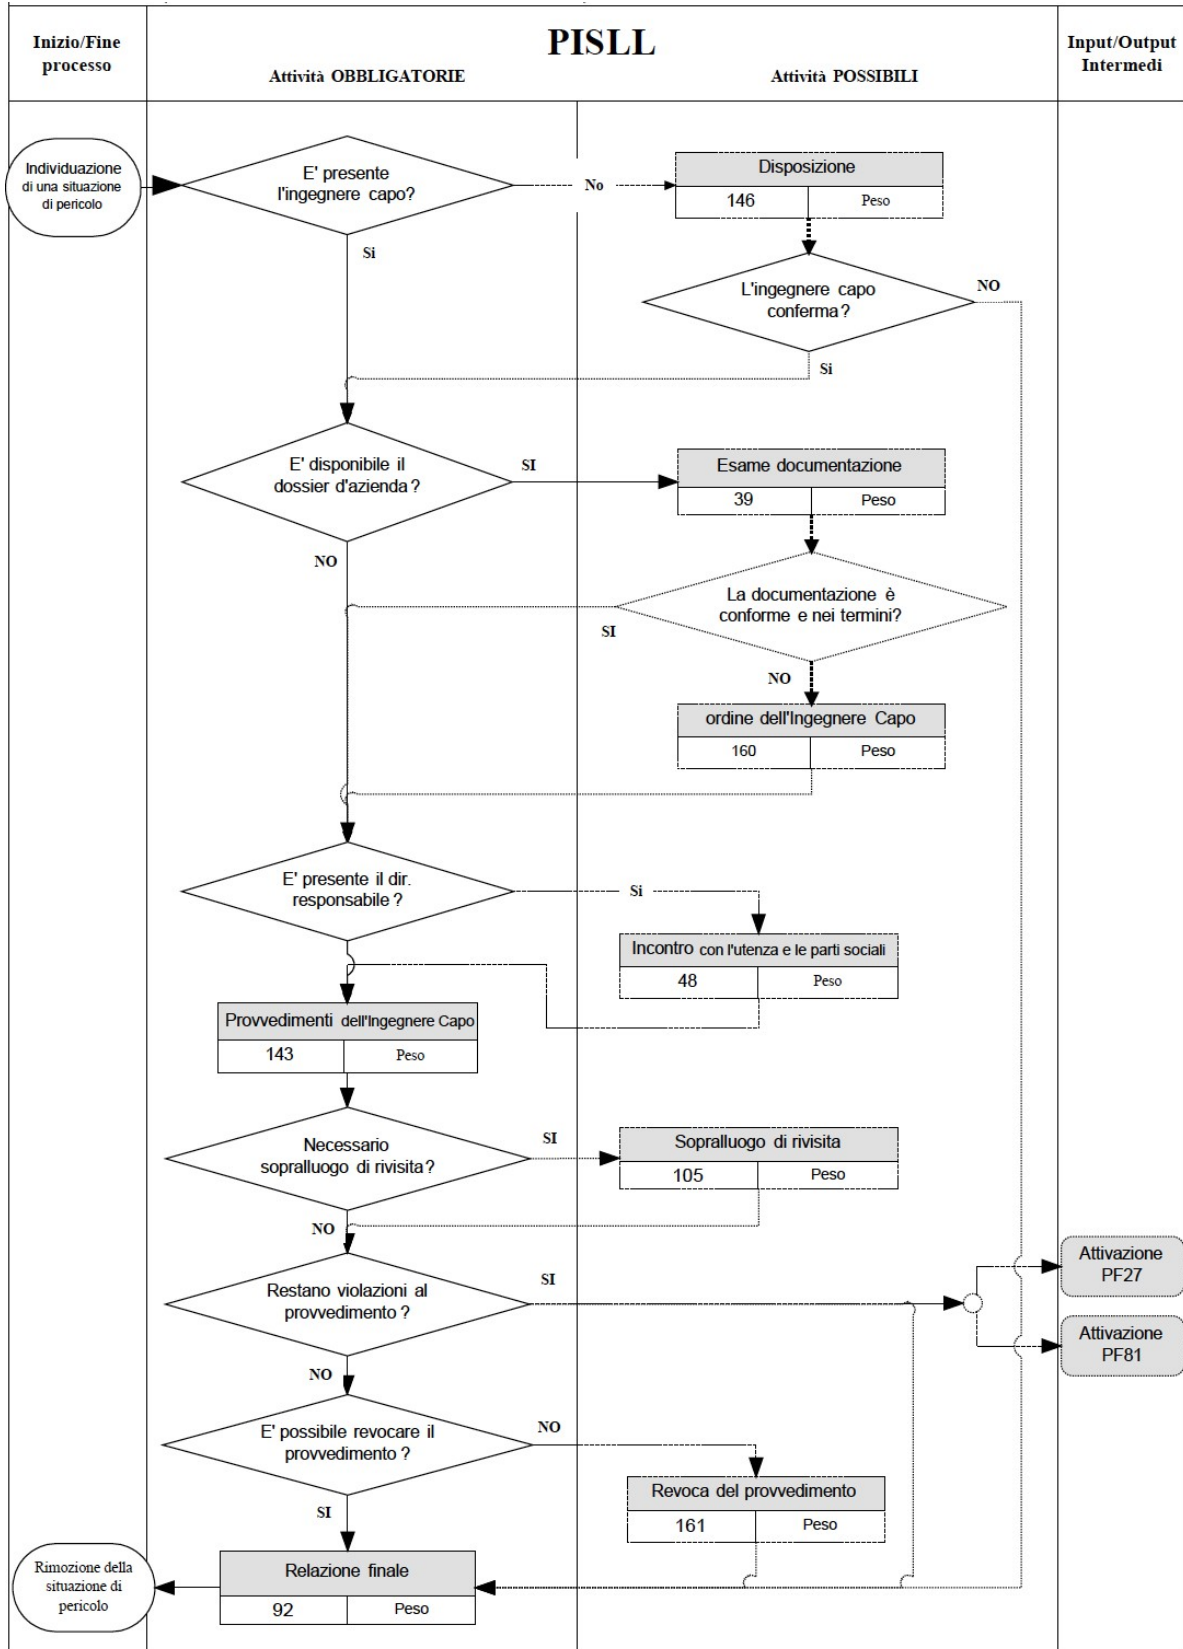 Inizio/Fine
processo
PISLL
Attività OBBLIGATORIE
Attività POSSIBILI
Input/Output
Intermedi
Individuazione
di una situazione
di pericolo
E' presente
l'ingegnere capo?
No
Disposizione
146
Peso
Si
L'ingegnere capo
conferma?
NO
Si
E' disponibile il
dossier d'azienda?
SI
Esame documentazione
39
Peso
NO
La documentazione è
conforme e nei termini?
SI
NO
ordine dell'Ingegnere Capo
160
Peso
E' presente il dir.
responsabile?
Si
Incontro con l'utenza e le parti sociali
48
Peso
Provvedimenti dell'Ingegnere Capo
143
Peso
Necessario
sopralluogo di rivisita?
SI
Sopralluogo di rivisita
105
Peso
NO
Restano violazioni al
provvedimento?
SI
Attivazione
PF27
Attivazione
PF81
NO
E' possibile revocare il
provvedimento?
NO
Revoca del provvedimento
161
Peso
SI
Relazione finale
92
Peso
Rimozione della
situazione di
pericolo